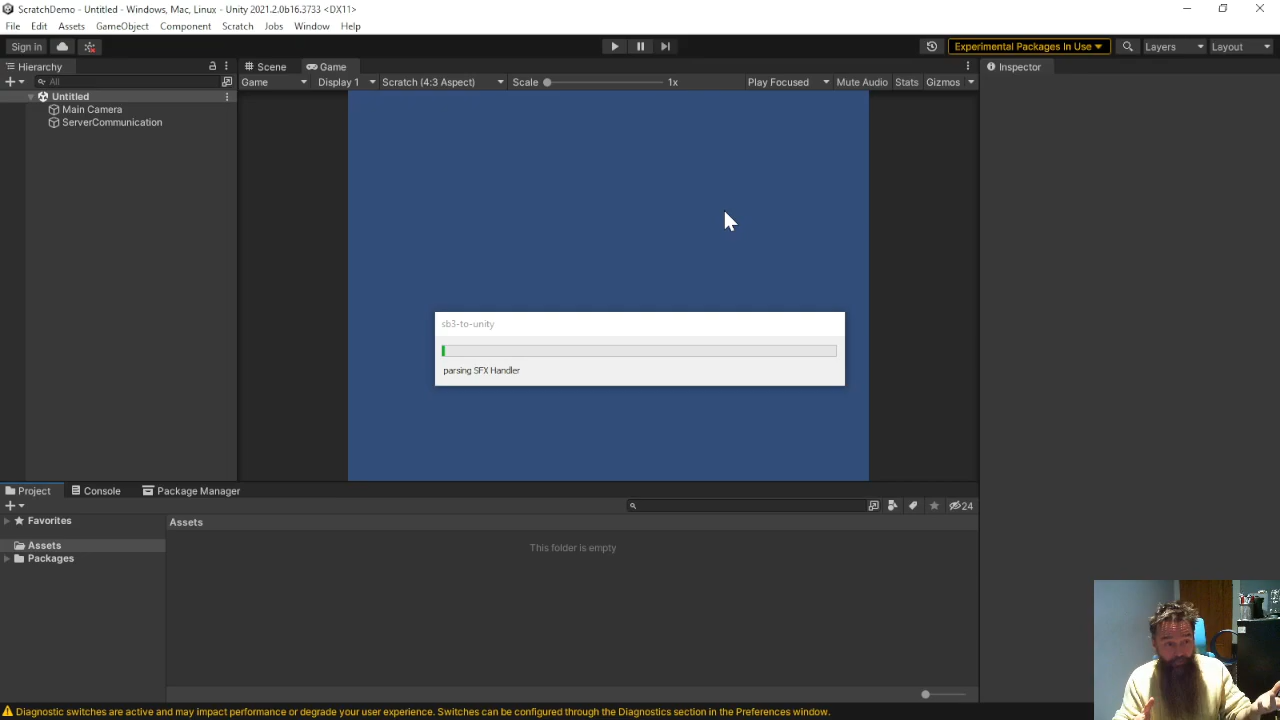 ScratchDemo - Untitled - Windows, Mac, Linux - Unity 2021.2.0b16.3733 <DX11>
File Edit Assets GameObject Component Scratch Jobs Window Help
Sign in Experimental Packages In Use Layers Layout
Hierarchy Scene Game Inspector
All Game Display 1 Scratch (4:3 Aspect) Scale 1x Play Focused Mute Audio Stats Gizmos
Untitled
Main Camera
ServerCommunication
sb3-to-unity
parsing SFX Handler
Project Console Package Manager
24
Favorites Assets
Assets This folder is empty
Packages
Diagnostic switches are active and may impact performance or degrade your user experience. Switches can be configured through the Diagnostics section in the Preferences window.